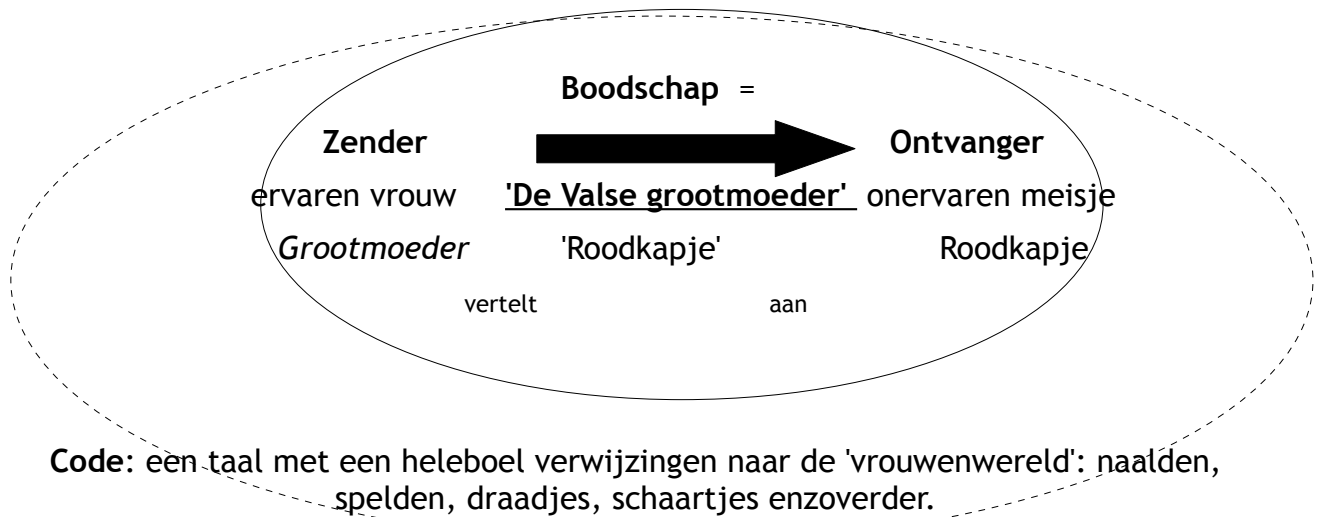 Boodschap =
Zender Ontvanger
ervaren vrouw 'De Valse grootmoeder' onervaren meisje
Grootmoeder 'Roodkapje' Roodkapje
vertelt aan
Code: een taal met een heleboel verwijzingen naar de 'vrouwenwereld': naalden,
spelden, draadjes, schaartjes enzoverder.